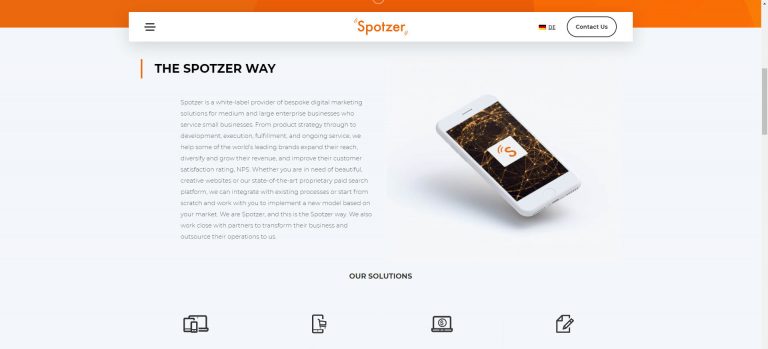 Spotzer
DE
Contact Us
THE SPOTZER WAY
Spotzer is a white-label provider of bespoke digital marketing
solutions for medium and large enterprise businesses who
service small businesses. From product strategy through to
development, execution, fulfillment, and ongoing service, we
help some of the world's leading brands expand their reach,
diversify and grow their revenue, and improve their customer
satisfaction rating, NPS. Whether you are in need of beautiful,
creative websites or our state-of-the-art proprietary paid search
platform, we can integrate with existing processes or start from
scratch and work with you to implement a new model based on
your market. We are Spotzer, and this is the Spotzer way. We also
work close with partners to transform their business and
outsource their operations to us.
S
OUR SOLUTIONS